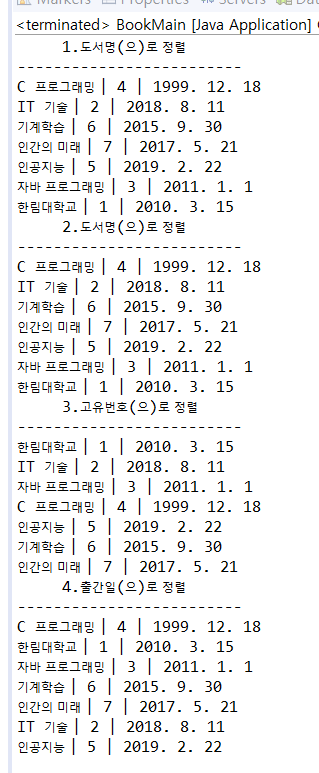 Markers Properties Servers Data
<terminated> BookMain [Java Application]
1.도서명(으)로 정렬
-------------------------
C 프로그래밍 | 4 | 1999. 12. 18
IT 기술 | 2 | 2018. 8. 11
기계학습 | 6 | 2015. 9. 30
인간의 미래 | 7 | 2017. 5. 21
인공지능 | 5 | 2019. 2. 22
자바 프로그래밍 | 3 | 2011. 1. 1
한림대학교 | 1 | 2010. 3. 15
2.도서명(으)로 정렬
-------------------------
C 프로그래밍 | 4 | 1999. 12. 18
IT 기술 | 2 | 2018. 8. 11
기계학습 | 6 | 2015. 9. 30
인간의 미래 | 7 | 2017. 5. 21
인공지능 | 5 | 2019. 2. 22
자바 프로그래밍 | 3 | 2011. 1. 1
한림대학교 | 1 | 2010. 3. 15
3.고유번호(으)로 정렬
-------------------------
한림대학교 | 1 | 2010. 3. 15
IT 기술 | 2 | 2018. 8. 11
자바 프로그래밍 | 3 | 2011. 1. 1
C 프로그래밍 | 4 | 1999. 12. 18
인공지능 | 5 | 2019. 2. 22
기계학습 | 6 | 2015. 9. 30
인간의 미래 | 7 | 2017. 5. 21
4.출간일(으)로 정렬
-------------------------
C 프로그래밍 | 4 | 1999. 12. 18
한림대학교 | 1 | 2010. 3. 15
자바 프로그래밍 | 3 | 2011. 1. 1
기계학습 | 6 | 2015. 9. 30
인간의 미래 | 7 | 2017. 5. 21
IT 기술 | 2 | 2018. 8. 11
인공지능 | 5 | 2019. 2. 22